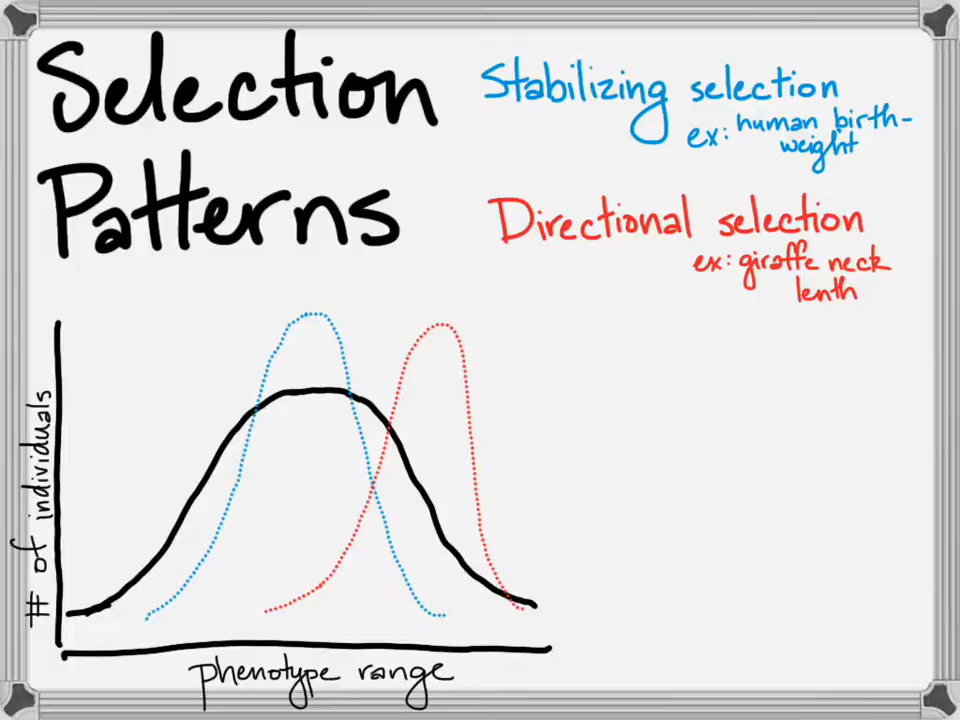 Selection
Patterns
Stabilizing selection
ex: human birth-
weight
Directional selection
ex: giraffe neck
lenth
# of individuals
phenotype range